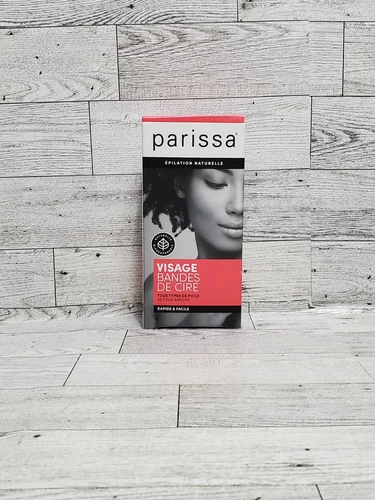 parissa
ÉPILATION NATURELLE
VISAGE
BANDES
DE CIRE
TOUS TYPES DE POILS
RAPIDE & FACILE